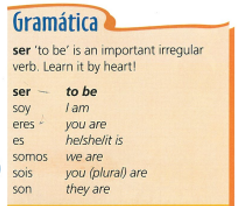 Gramática
ser 'to be' is an important irregular
verb. Learn it by heart!
ser to be
soy I am
eres you are
es he/she/it is
somos we are
sois you (plural) are
son they are